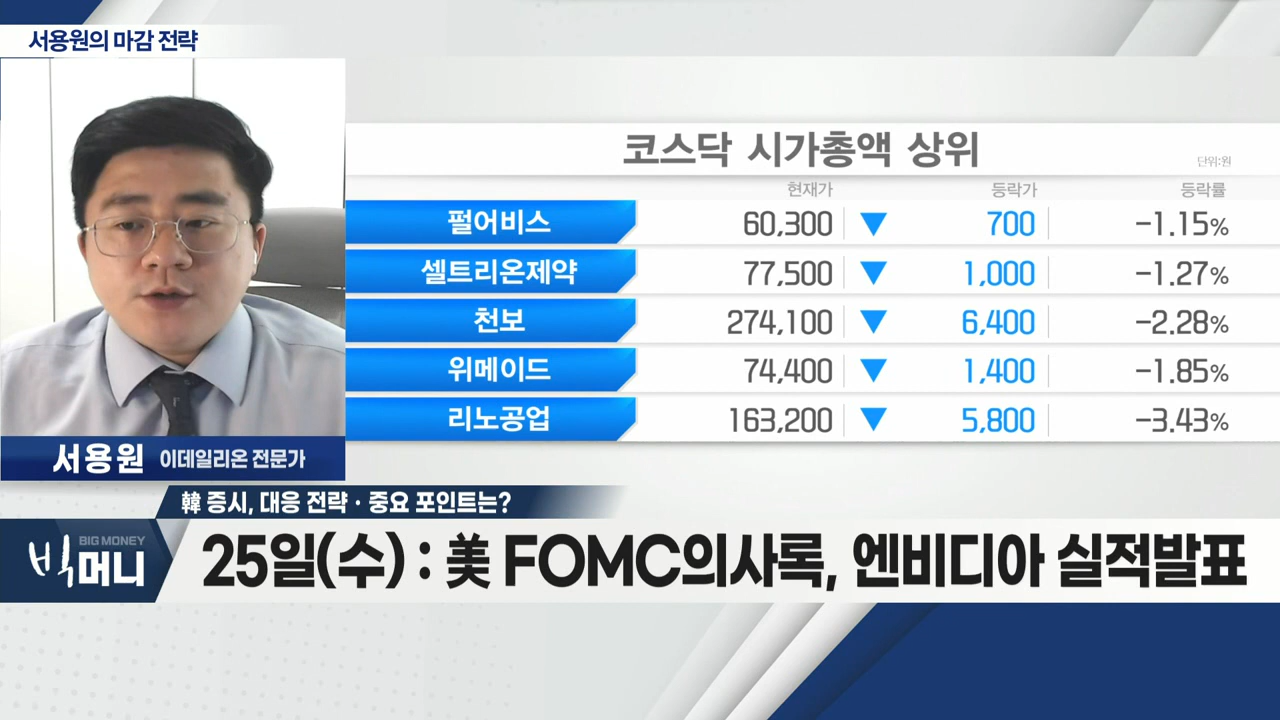 서용원의 마감 전략
코스닥 시가총액 상위
단위:원
현재가 등락가 등락률
펄어비스 60,300 ▼ 700 -1.15%
셀트리온제약 77,500 ▼ 1,000 -1.27%
천보 274,100 ▼ 6,400 -2.28%
위메이드 74,400 ▼ 1,400 -1.85%
리노공업 163,200 ▼ 5,800 -3.43%
서용원 이데일리온 전문가
韓 증시, 대응 전략·중요 포인트는?
BIG MONEY
빅머니
25일(수) : 美 FOMC의사록, 엔비디아 실적발표